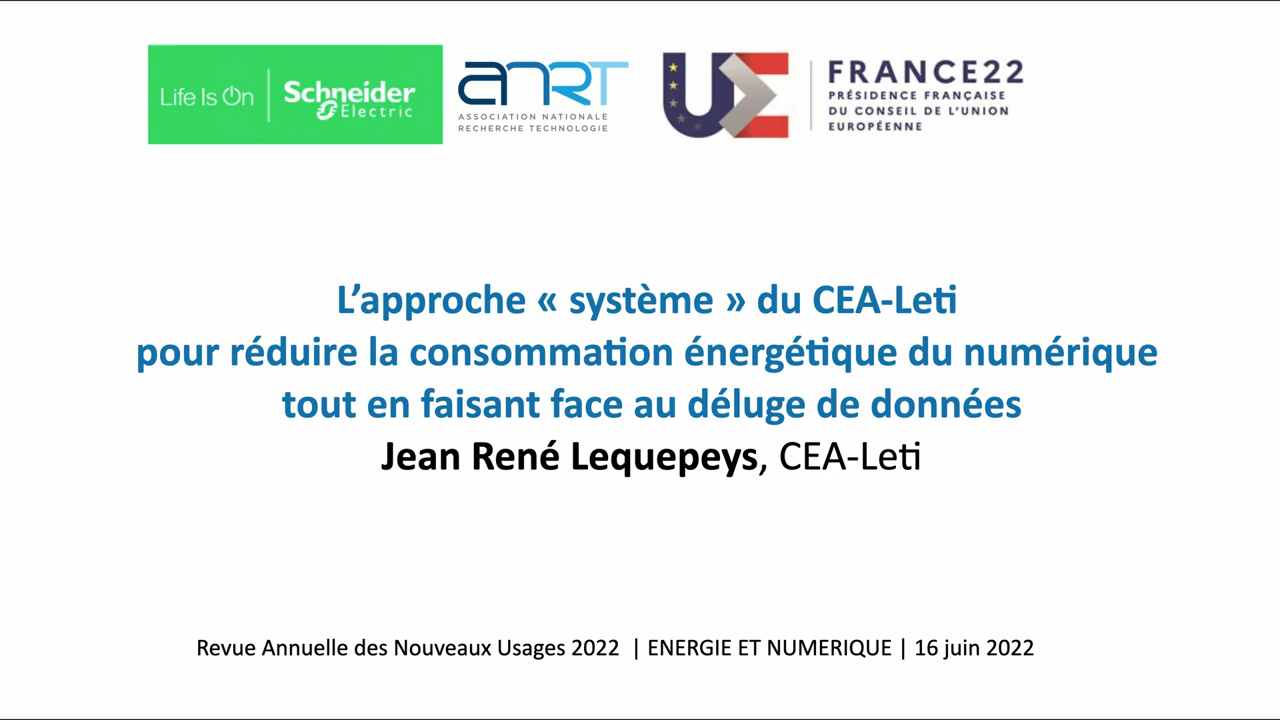 Life Is On | Schneider Electric
anrt
ASSOCIATION NATIONALE
RECHERCHE TECHNOLOGIE
UE
FRANCE22
PRÉSIDENCE FRANÇAISE
DU CONSEIL DE L'UNION
EUROPÉENNE
L'approche « système » du CEA-Leti
pour réduire la consommation énergétique du numérique
tout en faisant face au déluge de données
Jean René Lequepeys, CEA-Leti
Revue Annuelle des Nouveaux Usages 2022 | ENERGIE ET NUMERIQUE | 16 juin 2022